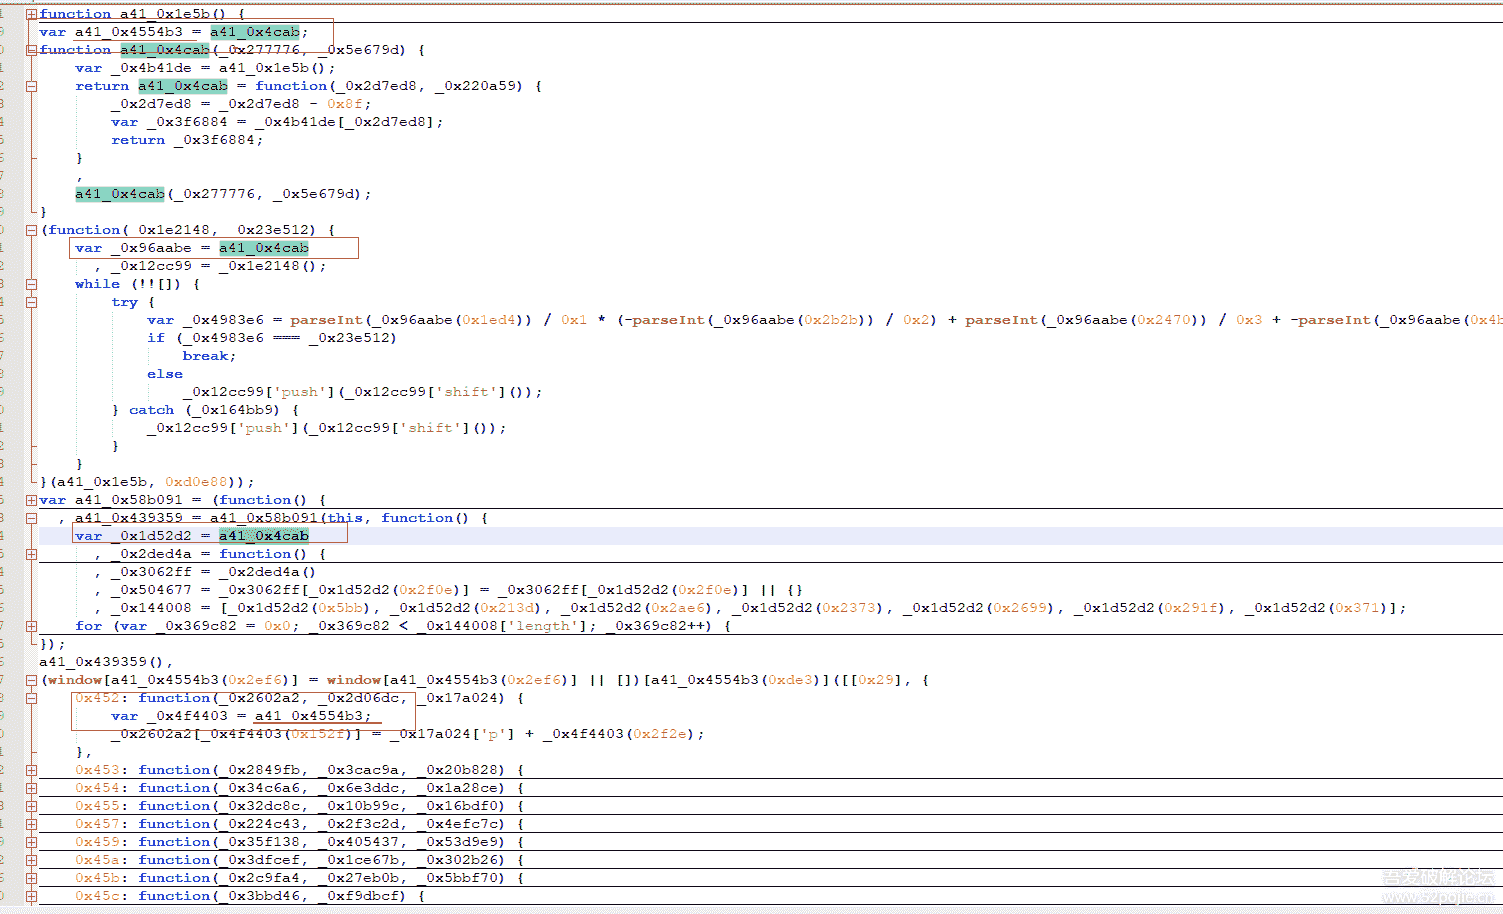 function a41_0x1e5b() {
var a41_0x4554b3 = a41_0x4cab;
function a41_0x4cab(_0x277776, _0x5e679d) {
var _0x4b41de = a41_0x1e5b();
return a41_0x4cab = function(_0x2d7ed8, _0x220a59) {
_0x2d7ed8 = _0x2d7ed8 - 0x8f;
var _0x3f6884 = _0x4b41de[_0x2d7ed8];
return _0x3f6884;
}
,
a41_0x4cab(_0x277776, _0x5e679d);
}
(function(_0x1e2148, _0x23e512) {
var _0x96aabe = a41_0x4cab
, _0x12cc99 = _0x1e2148();
while (!![]) {
try {
var _0x4983e6 = parseInt(_0x96aabe(0x1ed4)) / 0x1 * (-parseInt(_0x96aabe(0x2b2b)) / 0x2) + parseInt(_0x96aabe(0x2470)) / 0x3 + -parseInt(_0x96aabe(0x4b
if (_0x4983e6 === _0x23e512)
break;
else
_0x12cc99['push'](_0x12cc99['shift']());
} catch (_0x164bb9) {
_0x12cc99['push'](_0x12cc99['shift']());
}
}
}(a41_0x1e5b, 0xd0e88));
var a41_0x58b091 = (function() {
, a41_0x439359 = a41_0x58b091(this, function() {
var _0x1d52d2 = a41_0x4cab
, _0x2ded4a = function() {
, _0x3062ff = _0x2ded4a()
, _0x504677 = _0x3062ff[_0x1d52d2(0x2f0e)] = _0x3062ff[_0x1d52d2(0x2f0e)] || {}
, _0x144008 = [_0x1d52d2(0x5bb), _0x1d52d2(0x213d), _0x1d52d2(0x2ae6), _0x1d52d2(0x2373), _0x1d52d2(0x2699), _0x1d52d2(0x291f), _0x1d52d2(0x371)];
for (var _0x369c82 = 0x0; _0x369c82 < _0x144008['length']; _0x369c82++) {
});
a41_0x439359(),
(window[a41_0x4554b3(0x2ef6)] = window[a41_0x4554b3(0x2ef6)] || [])[a41_0x4554b3(0xde3)]([[0x29], {
0x452: function(_0x2602a2, _0x2d06dc, _0x17a024) {
var _0x4f4403 = a41_0x4554b3;
_0x2602a2[_0x4f4403(0x152f)] = _0x17a024['p'] + _0x4f4403(0x2f2e);
},
0x453: function(_0x2849fb, _0x3cac9a, _0x20b828) {
0x454: function(_0x34c6a6, _0x6e3ddc, _0x1a28ce) {
0x455: function(_0x32dc8c, _0x10b99c, _0x16bdf0) {
0x457: function(_0x224c43, _0x2f3c2d, _0x4efc7c) {
0x459: function(_0x35f138, _0x405437, _0x53d9e9) {
0x45a: function(_0x3dfcef, _0x1ce67b, _0x302b26) {
0x45b: function(_0x2c9fa4, _0x27eb0b, _0x5bbf70) {
0x45c: function(_0x3bbd46, _0xf9dbcf) {
吾爱破解论坛
www.52pojie.cn